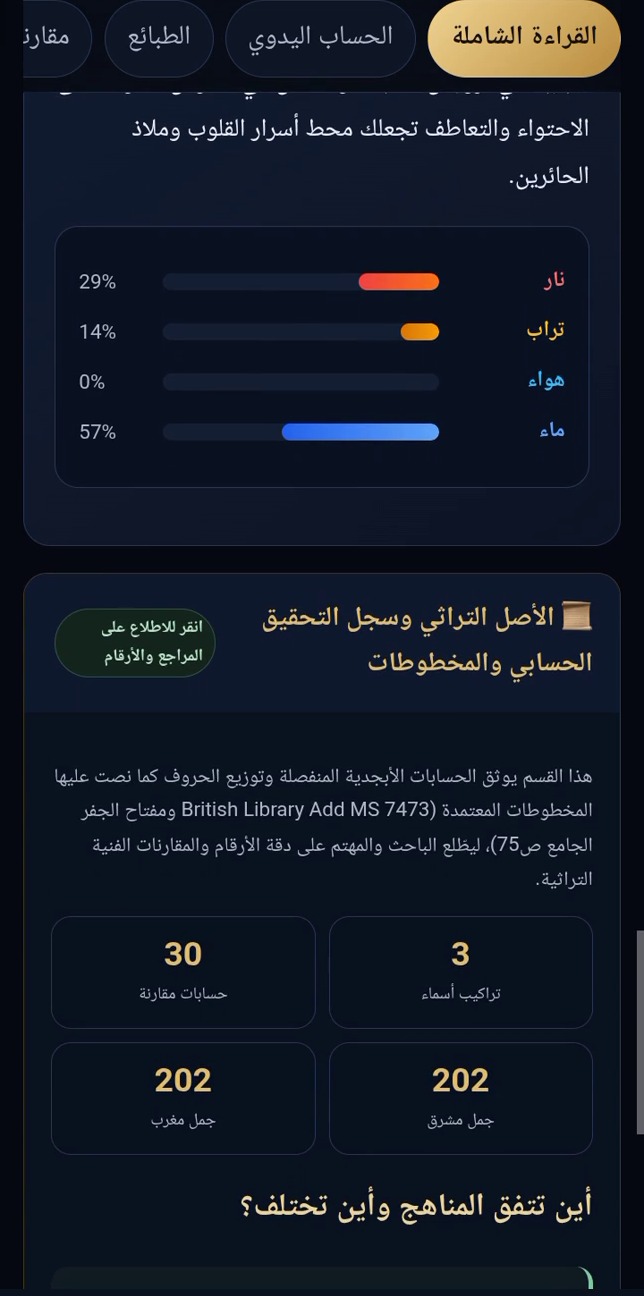 القراءة الشاملة
الحساب اليدوي
الطبائع
الاحتواء والتعاطف تجعلك محط أسرار القلوب وملاذ
الحائرين.
نار 29%
تراب 14%
هواء 0%
ماء 57%
الأصل التراثي وسجل التحقيق
الحسابي والمخطوطات
انقر للاطلاع على
المراجع والأرقام
هذا القسم يوثق الحسابات الأبجدية المنفصلة وتوزيع الحروف كما نصت عليها
المخطوطات المعتمدة (British Library Add MS 7473 ومفتاح الجفر
الجامع ص75)، ليطّلع الباحث والمهتم على دقة الأرقام والمقارنات الفنية
التراثية.
3
تراكيب أسماء
30
حسابات مقارنة
202
جمل مشرق
202
جمل مغرب
أين تتفق المناهج وأين تختلف؟